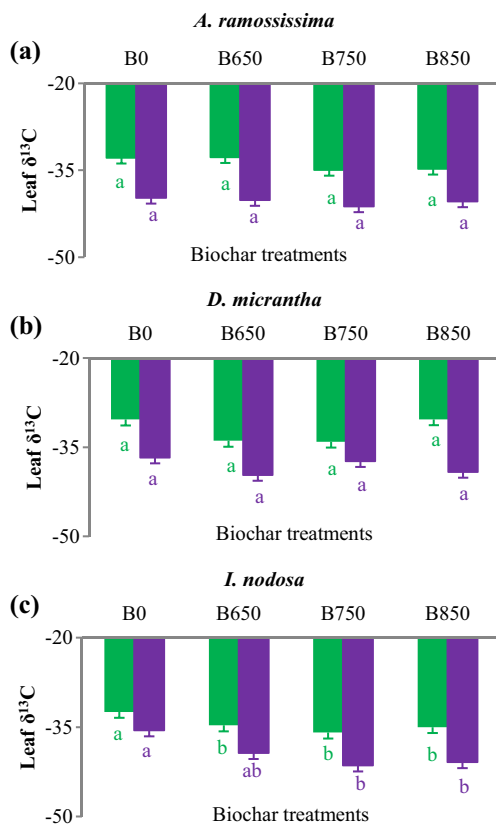 A. ramossissima
(a)
B0 B650 B750 B850
-20
-35
-50
Leaf δ¹³C
a a a a a a a a
Biochar treatments
D. micrantha
(b)
B0 B650 B750 B850
-20
-35
-50
Leaf δ¹³C
a a a a a a a a
Biochar treatments
I. nodosa
(c)
B0 B650 B750 B850
-20
-35
-50
Leaf δ¹³C
a a b ab b b b b
Biochar treatments